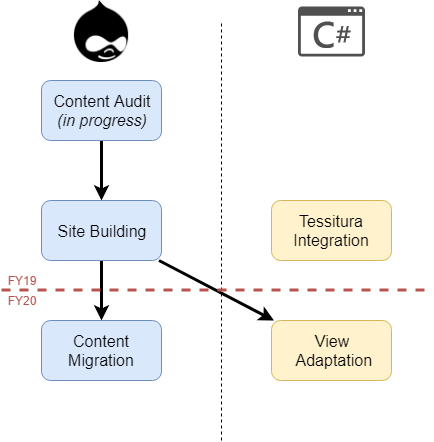 C#
Content Audit
(in progress)
Site Building
Tessitura
Integration
FY19
FY20
Content
Migration
View
Adaptation